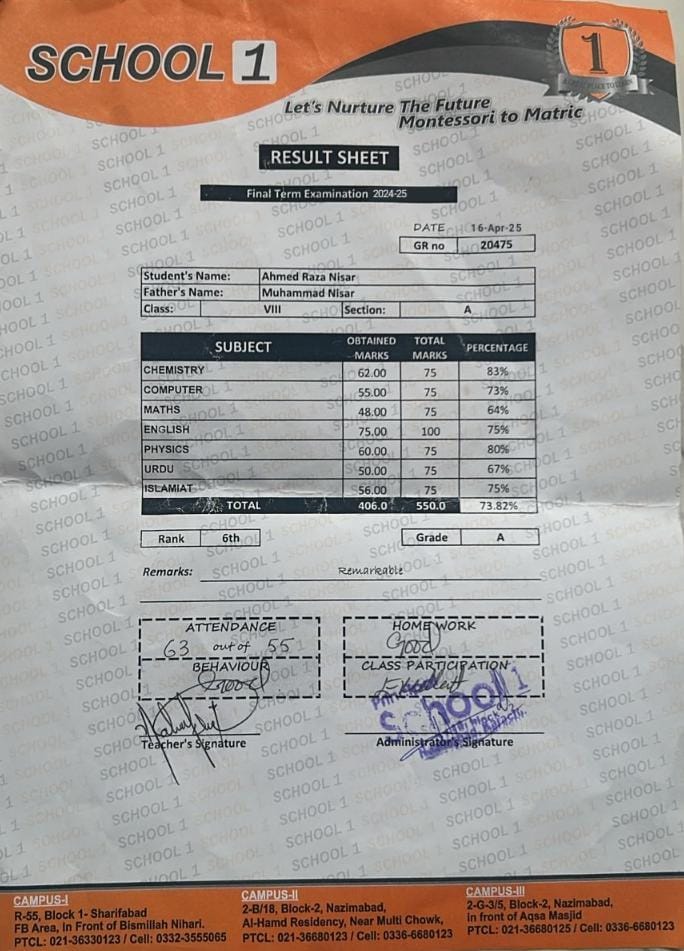 SCHOOL 1
1
A GREAT PLACE TO LEARN
Let's Nurture The Future
Montessori to Matric
RESULT SHEET
Final Term Examination 2024-25
DATE 16-Apr-25
GR no 20475
Student's Name: Ahmed Raza Nisar
Father's Name: Muhammad Nisar
Class: VIII Section: A
SUBJECT OBTAINED MARKS TOTAL MARKS PERCENTAGE
CHEMISTRY 62.00 75 83%
COMPUTER 55.00 75 73%
MATHS 48.00 75 64%
ENGLISH 75.00 100 75%
PHYSICS 60.00 75 80%
URDU 50.00 75 67%
ISLAMIAT 56.00 75 75%
TOTAL 406.0 550.0 73.82%
Rank 6th Grade A
Remarks: Remarkable
ATTENDANCE HOME WORK
63 out of 55 Good
BEHAVIOUR CLASS PARTICIPATION
Good Excellent
School 1
Karachi.
Teacher's Signature Administrator's Signature
CAMPUS-I
R-55, Block 1- Sharifabad
FB Area, In Front of Bismillah Nihari.
PTCL: 021-36330123 / Cell: 0332-3555065
CAMPUS-II
2-B/18, Block-2, Nazimabad,
Al-Hamd Residency, Near Multi Chowk,
PTCL: 021-36680123 / Cell: 0336-6680123
CAMPUS-III
2-G-3/5, Block-2, Nazimabad,
in front of Aqsa Masjid
PTCL: 021-36680125 / Cell: 0336-6680123